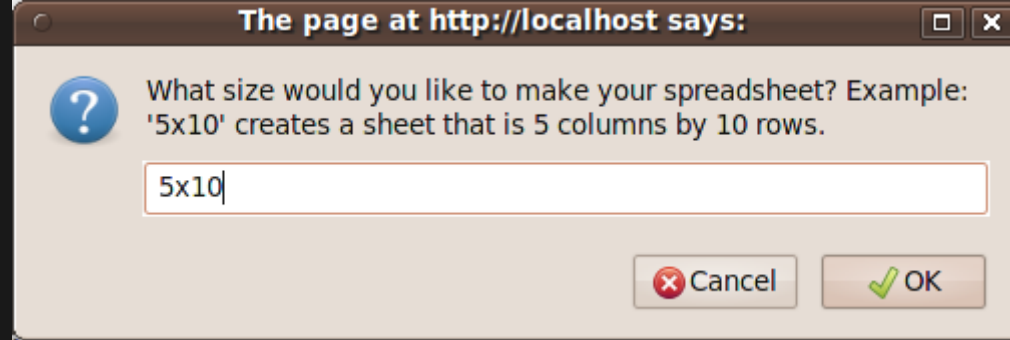 The page at http://localhost says:
What size would you like to make your spreadsheet? Example:
'5x10' creates a sheet that is 5 columns by 10 rows.
5x10
Cancel
OK